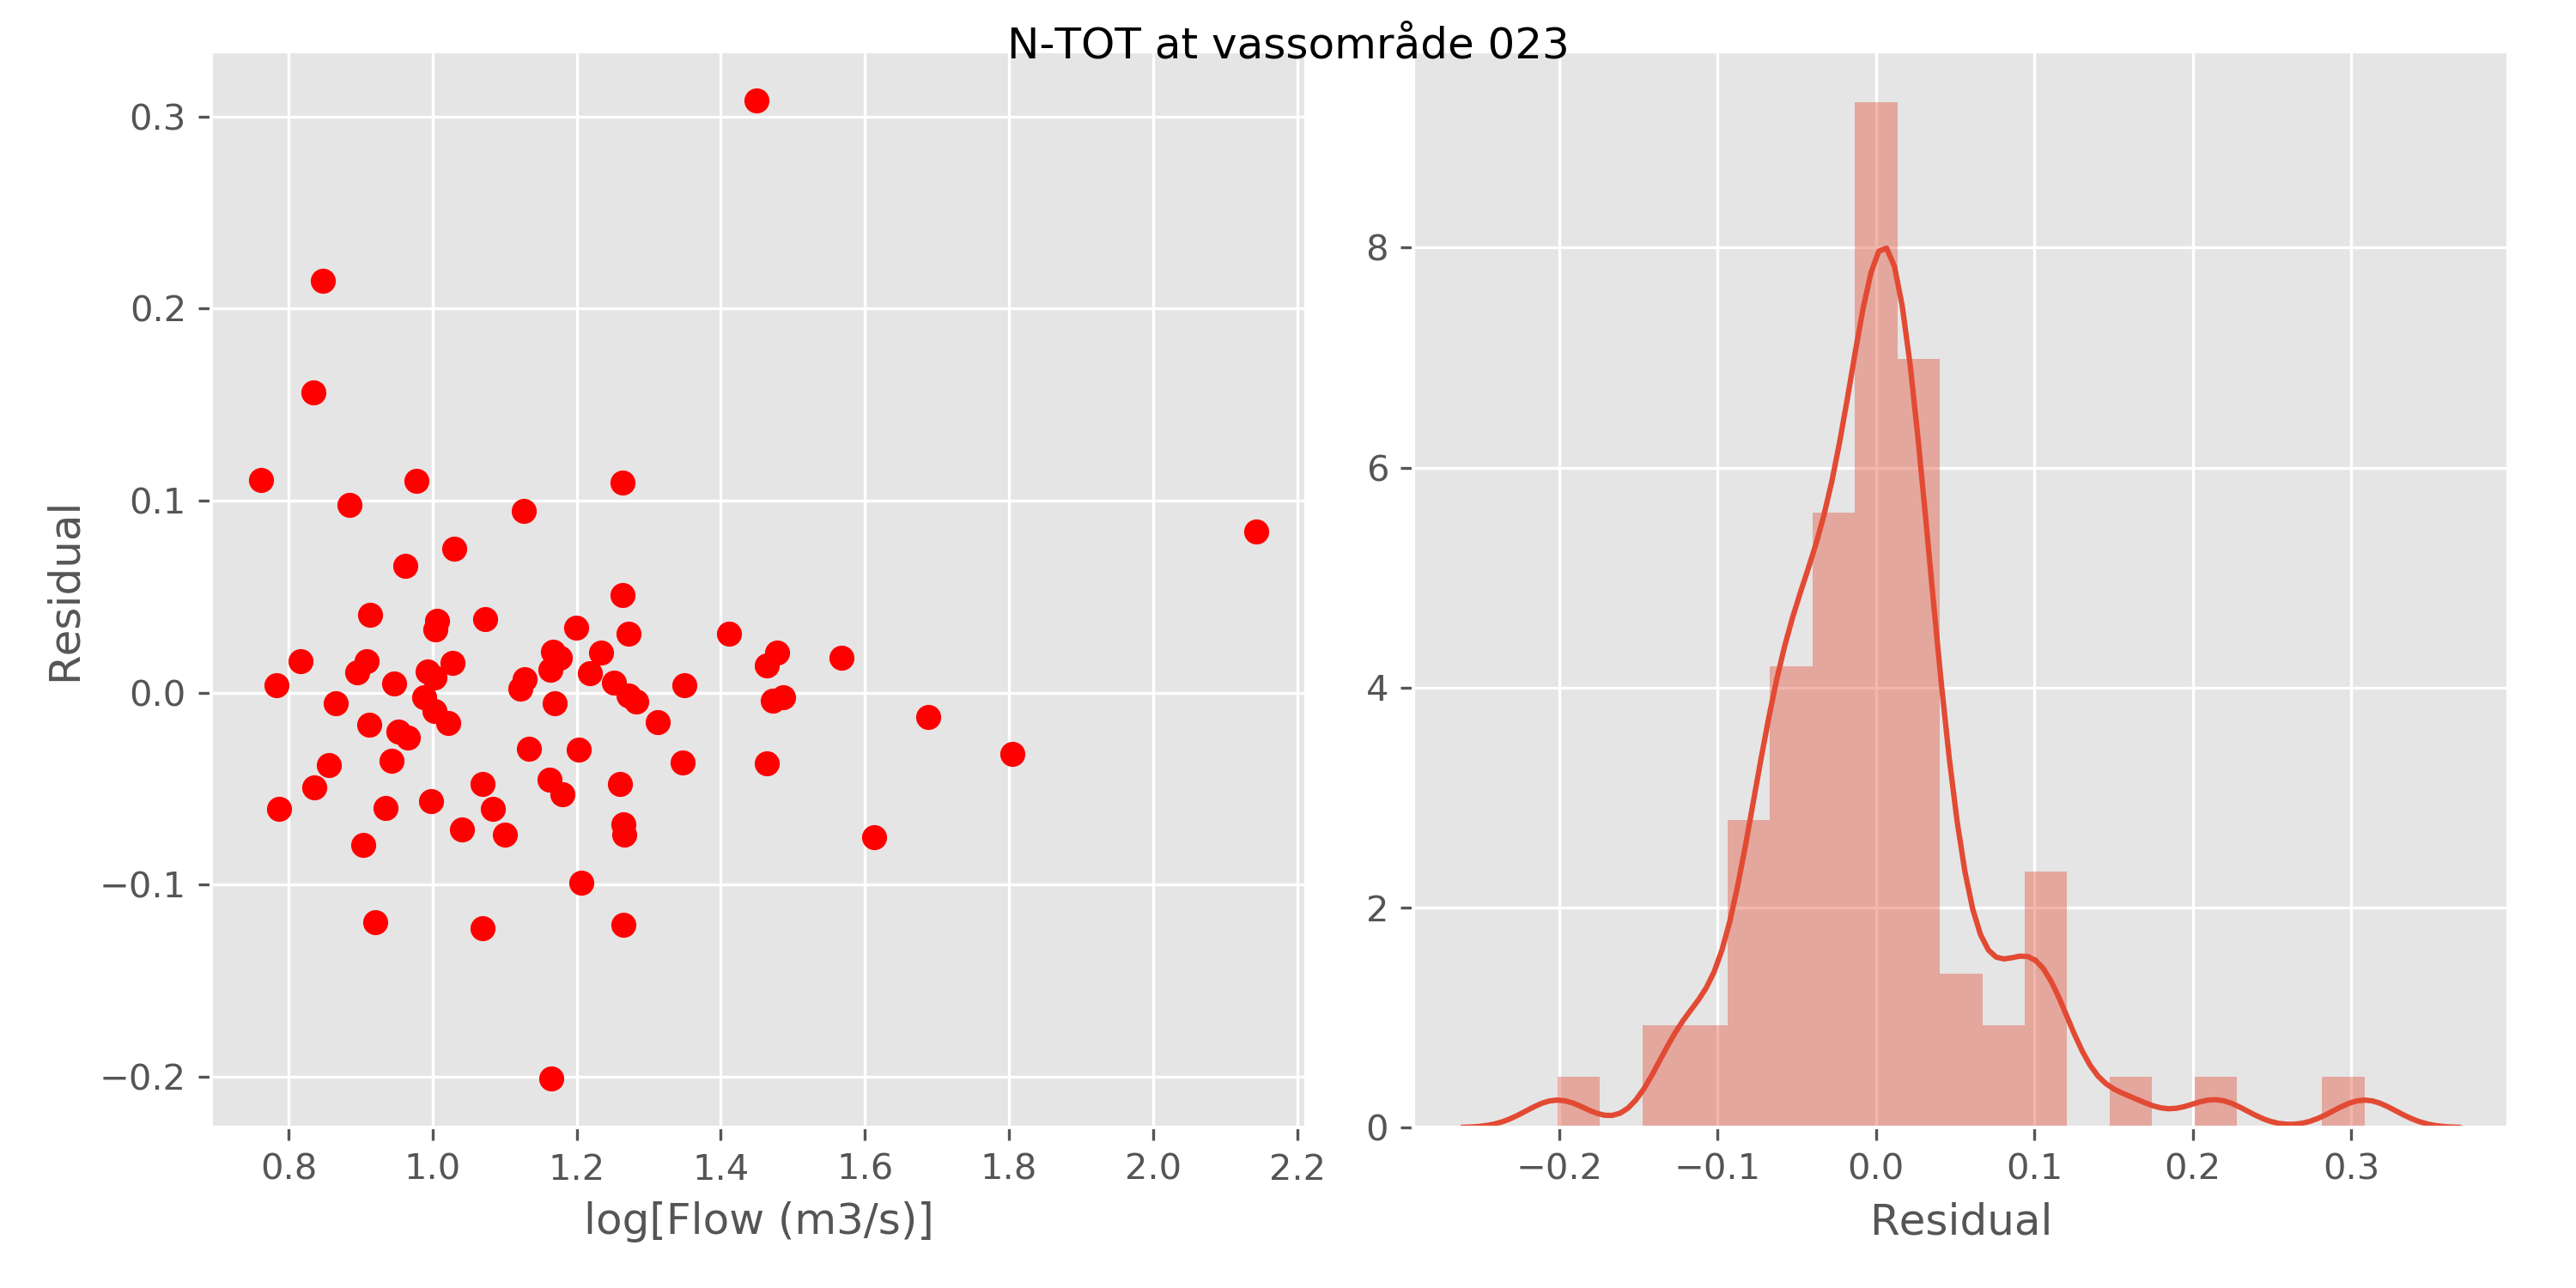 N-TOT at vassområde 023
0.3
0.2
0.1
0.0
−0.1
−0.2
Residual
0.8 1.0 1.2 1.4 1.6 1.8 2.0 2.2
log[Flow (m3/s)]
8
6
4
2
0
−0.2 −0.1 0.0 0.1 0.2 0.3
Residual